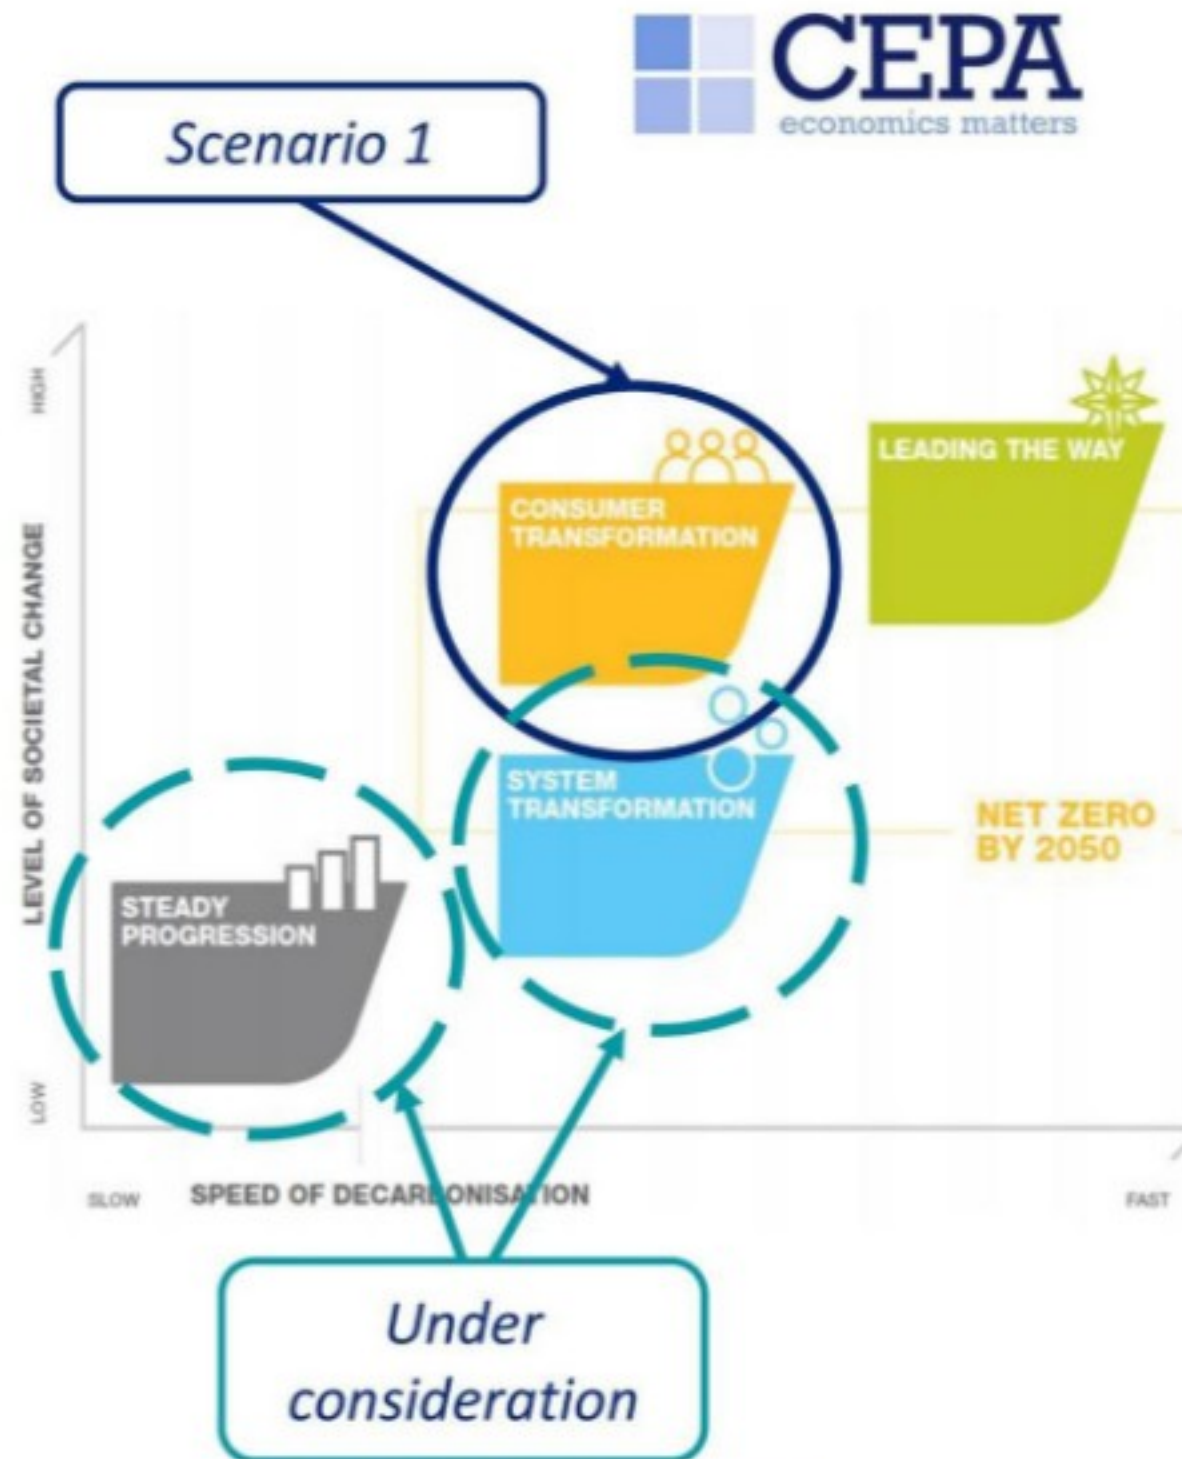 CEPA
economics matters
Scenario 1
HIGH
LEVEL OF SOCIETAL CHANGE
LOW
CONSUMER
TRANSFORMATION
LEADING THE WAY
SYSTEM
TRANSFORMATION
NET ZERO
BY 2050
STEADY
PROGRESSION
SLOW
SPEED OF DECARBONISATION
FAST
Under
consideration